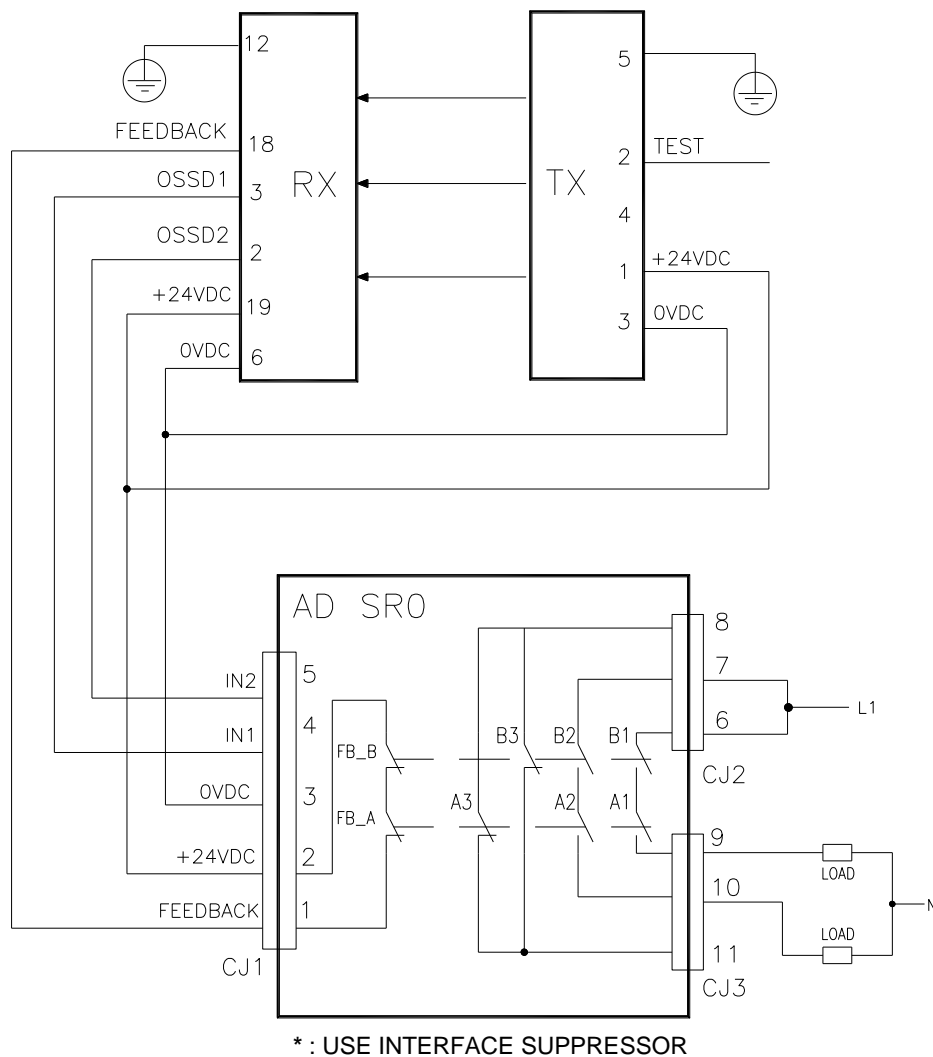 12
FEEDBACK
18
OSSD1
3
OSSD2
2
+24VDC
19
0VDC
6
RX
TX
5
2
TEST
4
1
+24VDC
3
0VDC
AD SR0
IN2
5
IN1
4
0VDC
3
+24VDC
2
FEEDBACK
1
CJ1
FB_B
FB_A
B3
B2
B1
A3
A2
A1
8
7
6
L1
CJ2
9
LOAD
10
N
LOAD
11
CJ3
* : USE INTERFACE SUPPRESSOR